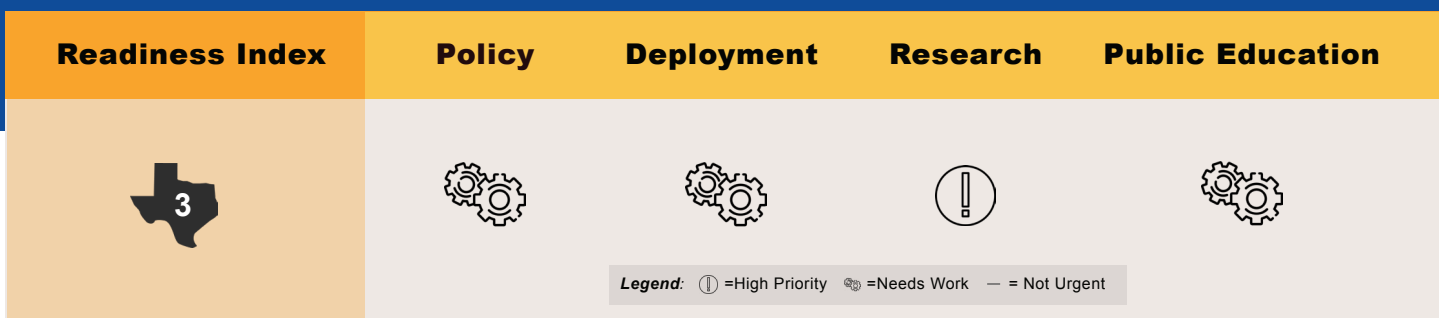 Readiness Index Policy Deployment Research Public Education
3
Legend: =High Priority =Needs Work — = Not Urgent